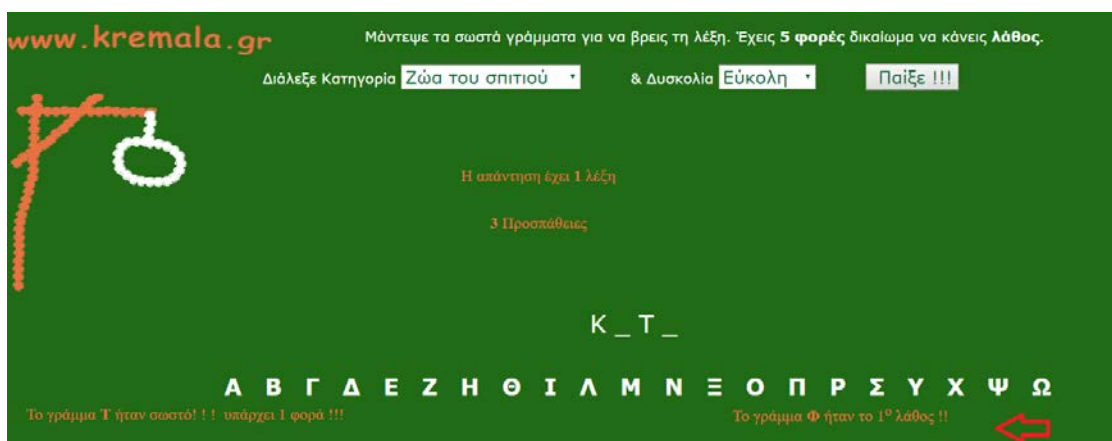 www.kremala.gr Μάντεψε τα σωστά γράμματα για να βρεις τη λέξη. Έχεις 5 φορές δικαίωμα να κάνεις λάθος.
Διάλεξε Κατηγορία Ζώα του σπιτιού & Δυσκολία Εύκολη Παίξε !!!
Η απάντηση έχει 1 λέξη
3 Προσπάθειες
Κ _ Τ _
Α Β Γ Δ Ε Ζ Η Θ Ι Λ Μ Ν Ξ Ο Π Ρ Σ Υ Χ Ψ Ω
Το γράμμα Τ ήταν σωστό! ! ! υπάρχει 1 φορά !!! Το γράμμα Φ ήταν το 1º λάθος !!